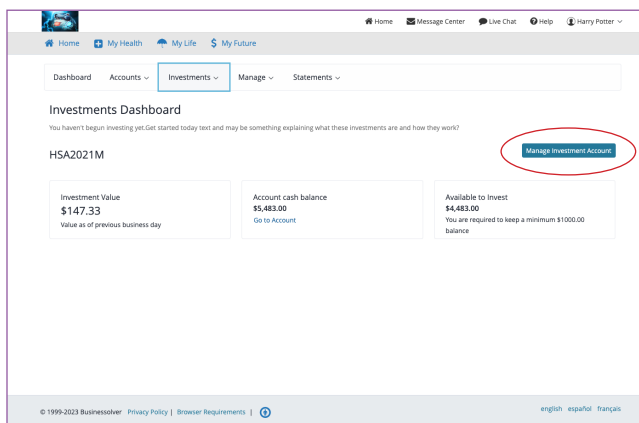 Home Message Center Live Chat Help Harry Potter
Home My Health My Life $ My Future
Dashboard Accounts Investments Manage Statements
Investments Dashboard
You haven't begun investing yet.Get started today text and may be something explaining what these investments are and how they work?
HSA2021M
Manage Investment Account
Investment Value
$147.33
Value as of previous business day
Account cash balance
$5,483.00
Go to Account
Available to Invest
$4,483.00
You are required to keep a minimum $1000.00
balance
© 1999-2023 Businessolver Privacy Policy | Browser Requirements |
english español français